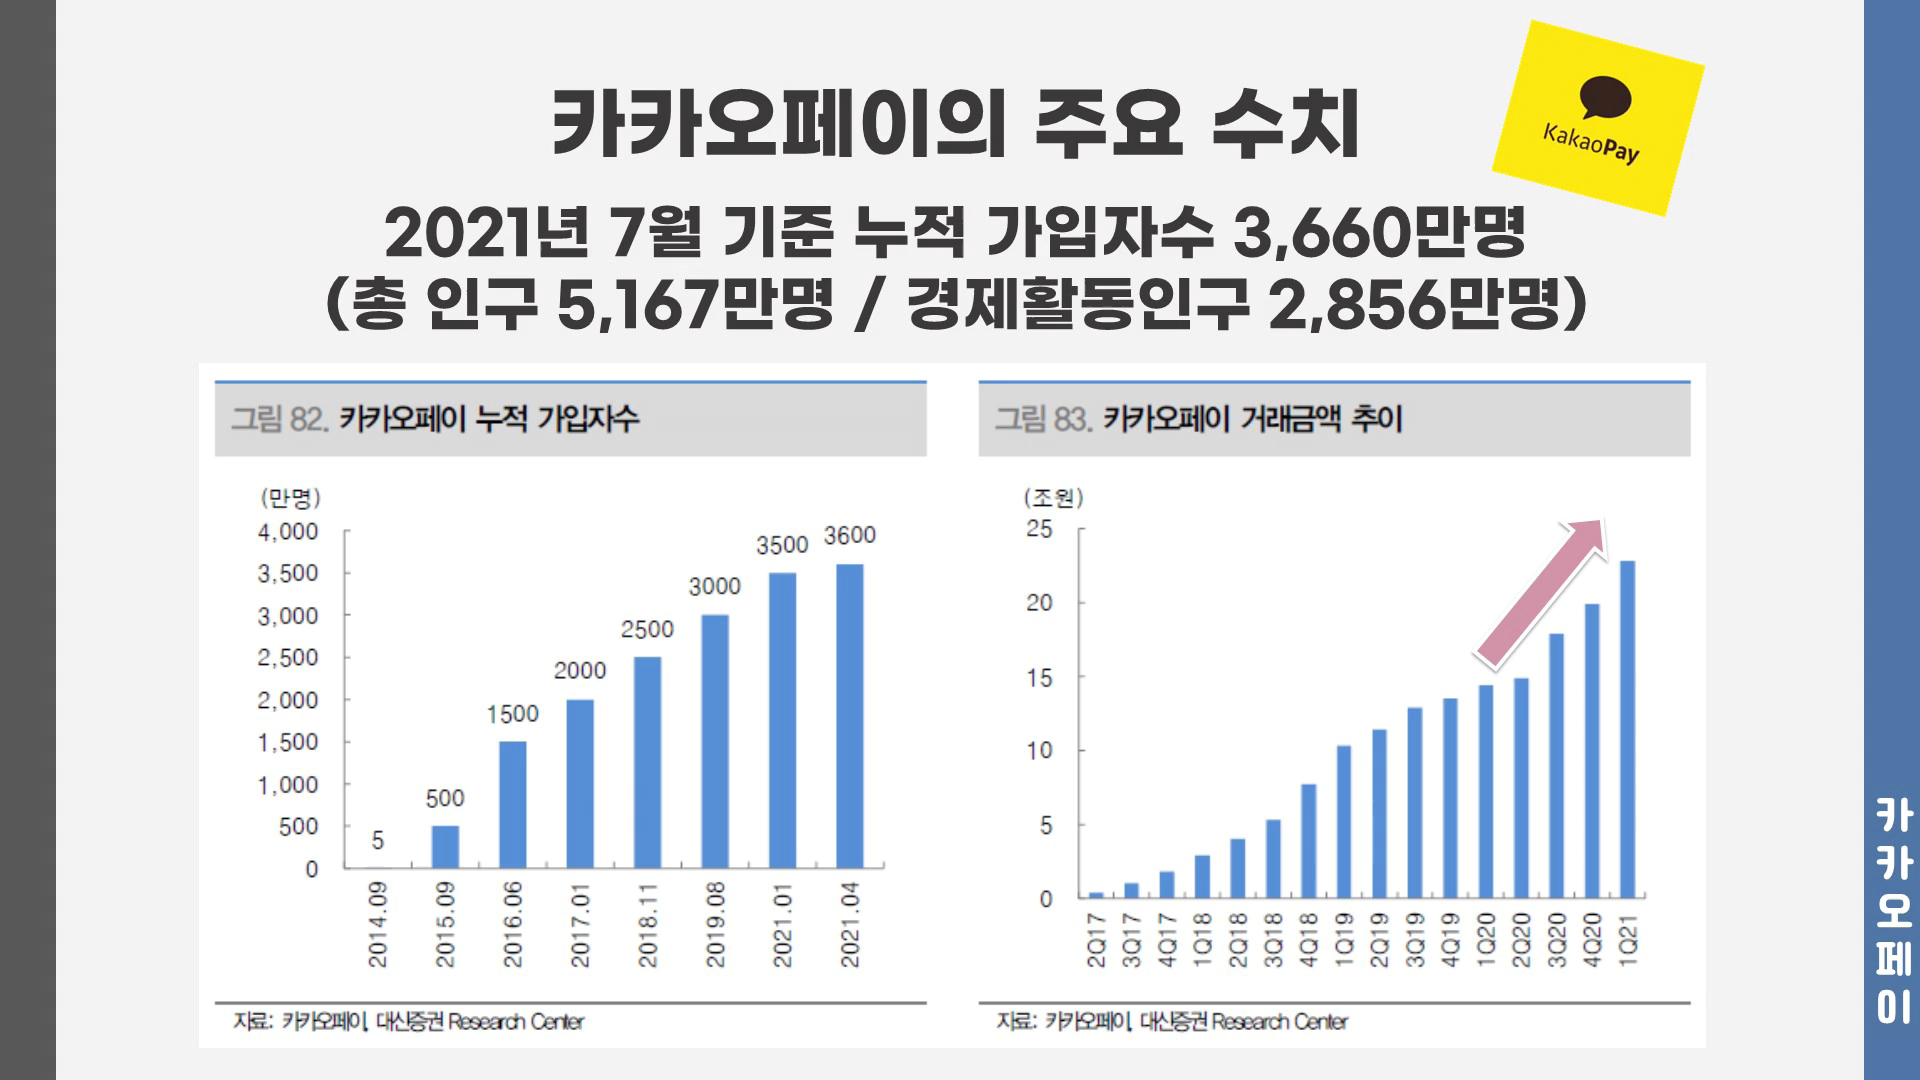 카카오페이의 주요 수치
KakaoPay
2021년 7월 기준 누적 가입자수 3,660만명
(총 인구 5,167만명 / 경제활동인구 2,856만명)
그림 82. 카카오페이 누적 가입자수
(만명)
4,000
3,500
3,000
2,500
2,000
1,500
1,000
500
0
5
500
1500
2000
2500
3000
3500
3600
2014.09
2015.09
2016.06
2017.01
2018.11
2019.08
2021.01
2021.04
자료: 카카오페이, 대신증권 Research Center
그림 83. 카카오페이 거래금액 추이
(조원)
25
20
15
10
5
0
2Q17
3Q17
4Q17
1Q18
2Q18
3Q18
4Q18
1Q19
2Q19
3Q19
4Q19
1Q20
2Q20
3Q20
4Q20
1Q21
자료: 카카오페이, 대신증권 Research Center
카카오페이